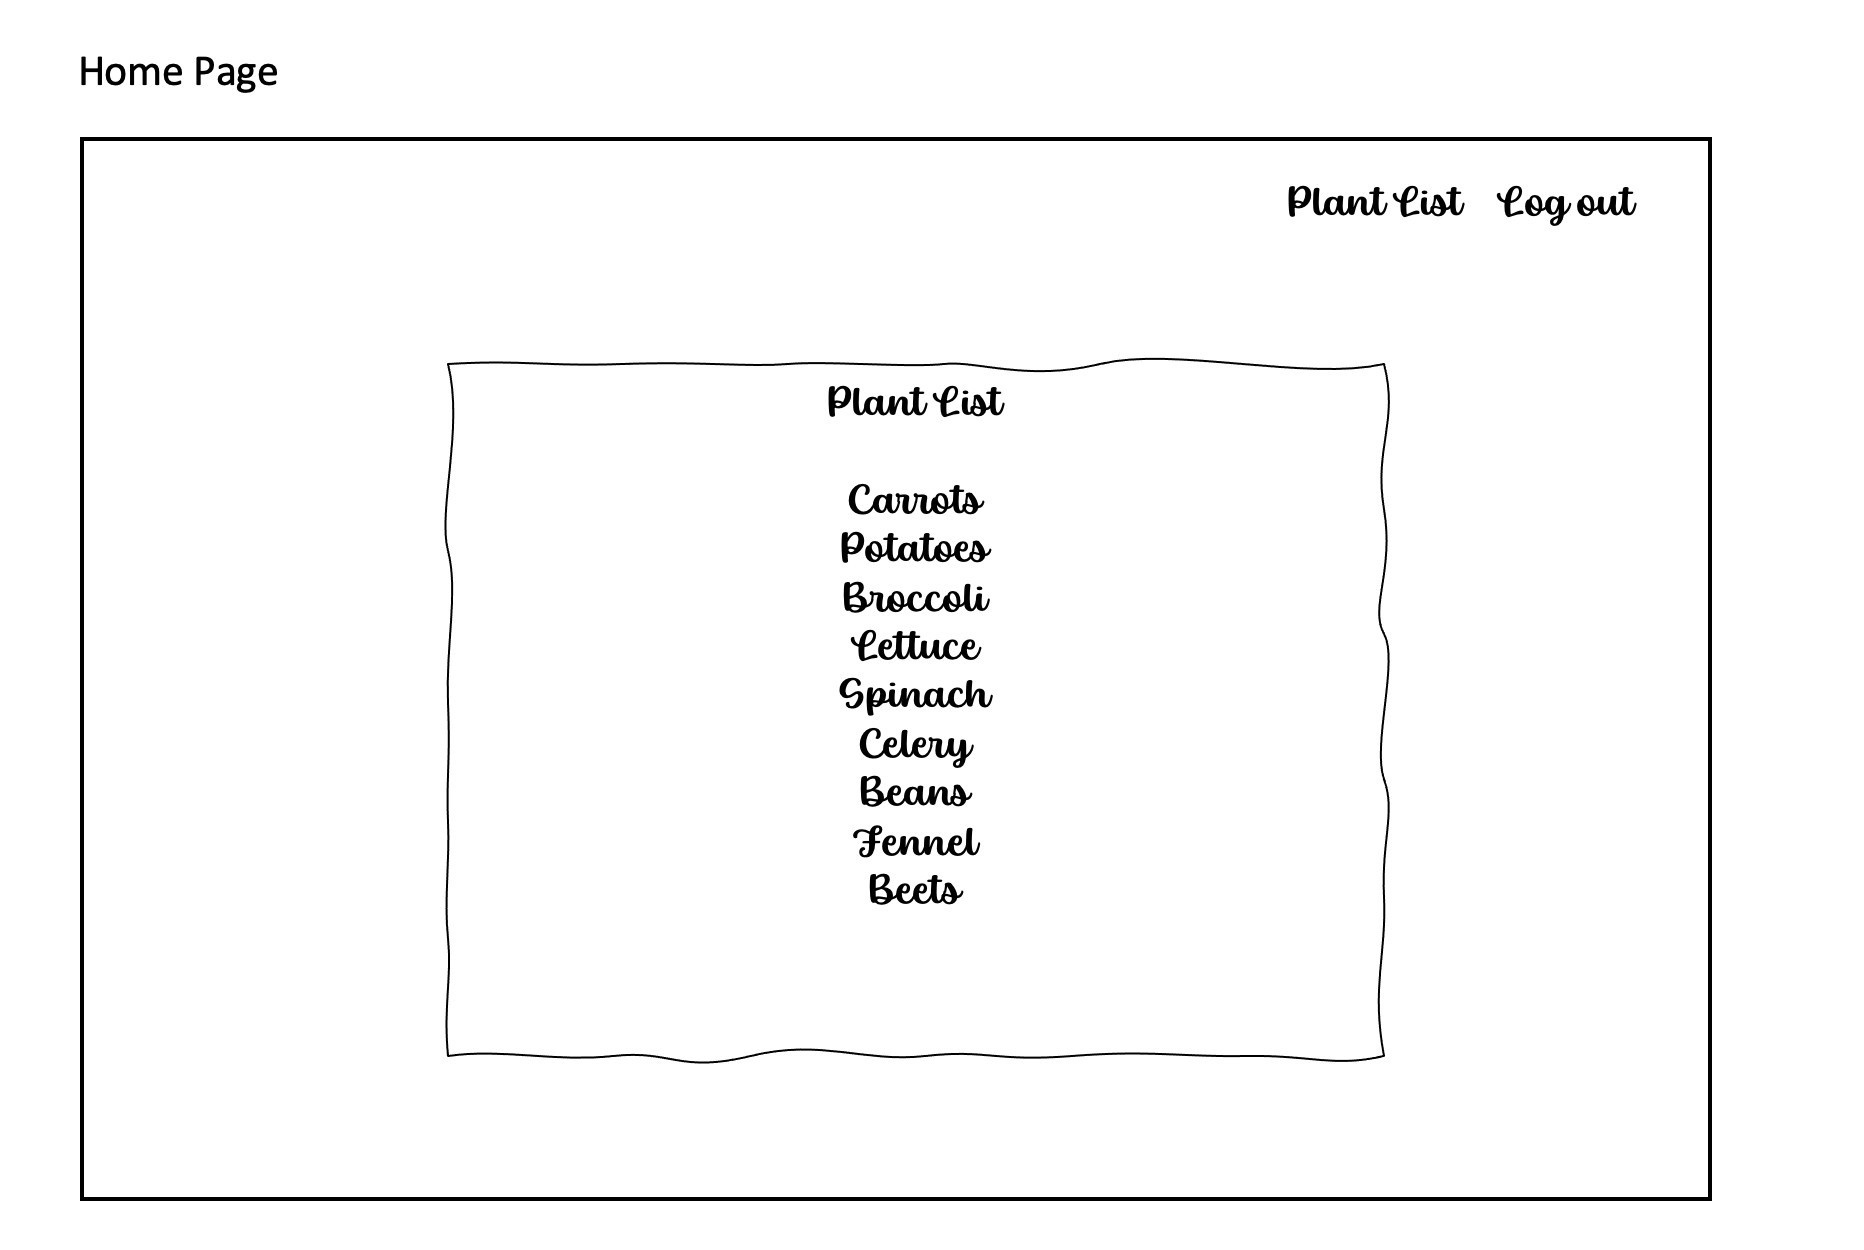 Home Page
Plant List Log out
Plant List
Carrots
Potatoes
Broccoli
Lettuce
Spinach
Celery
Beans
Fennel
Beets